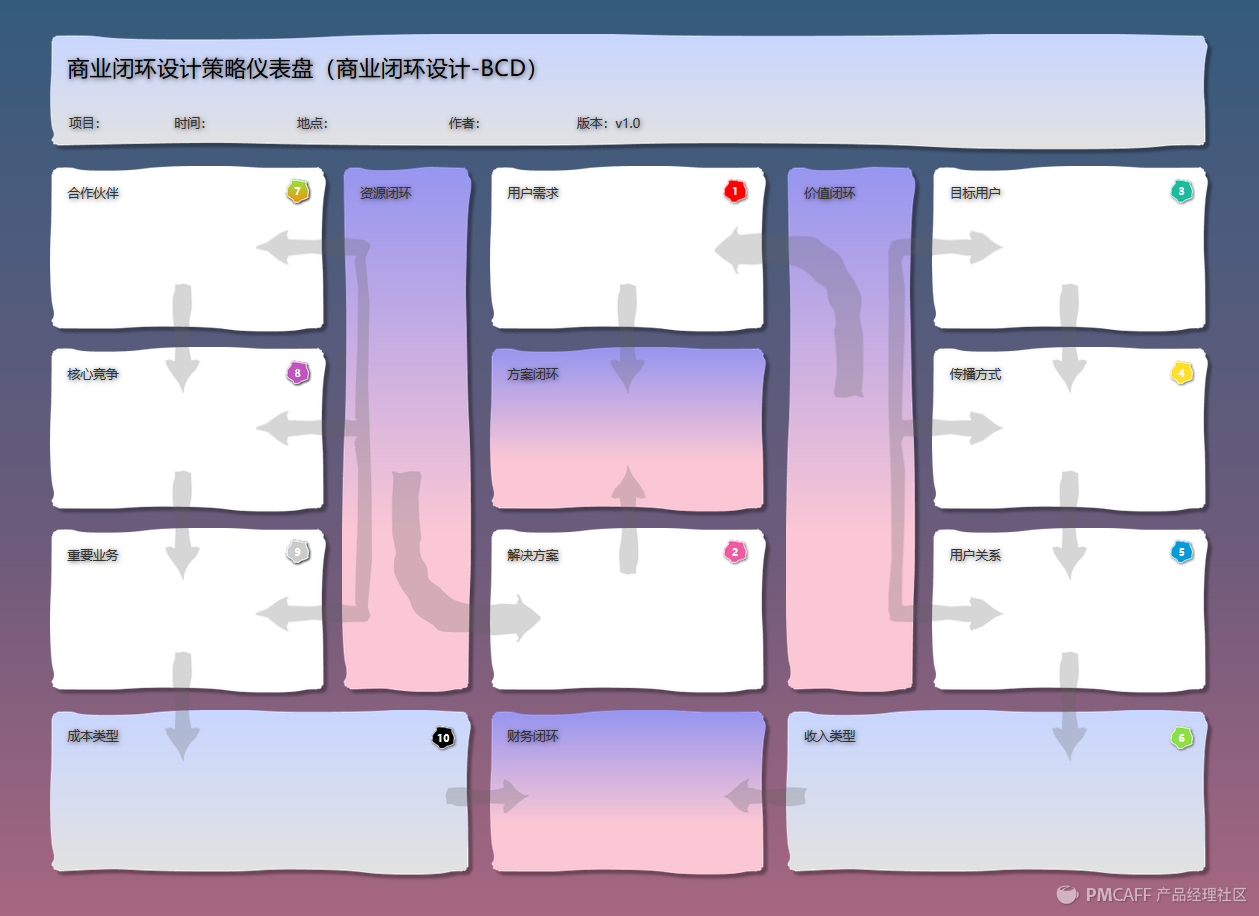 商业闭环设计策略仪表盘（商业闭环设计-BCD）
项目： 时间： 地点： 作者： 版本：v1.0
合作伙伴 7 资源闭环 用户需求 1 价值闭环 目标用户 3
核心竞争 8 方案闭环 传播方式 4
重要业务 9 解决方案 2 用户关系 5
成本类型 10 财务闭环 收入类型 6
PMCAFF 产品经理社区